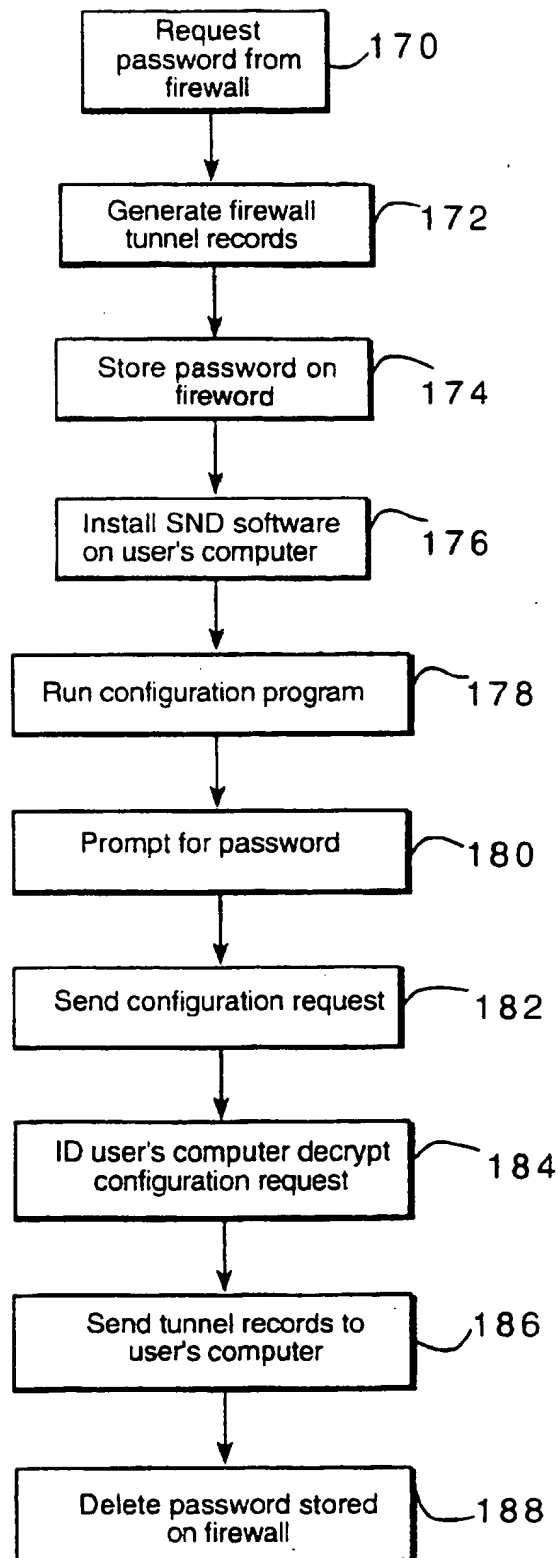 Request
password from
firewall
170
Generate firewall
tunnel records
172
Store password on
fireword
174
Install SND software
on user's computer
176
Run configuration program
178
Prompt for password
180
Send configuration request
182
ID user's computer decrypt
configuration request
184
Send tunnel records to
user's computer
186
Delete password stored
on firewall
188